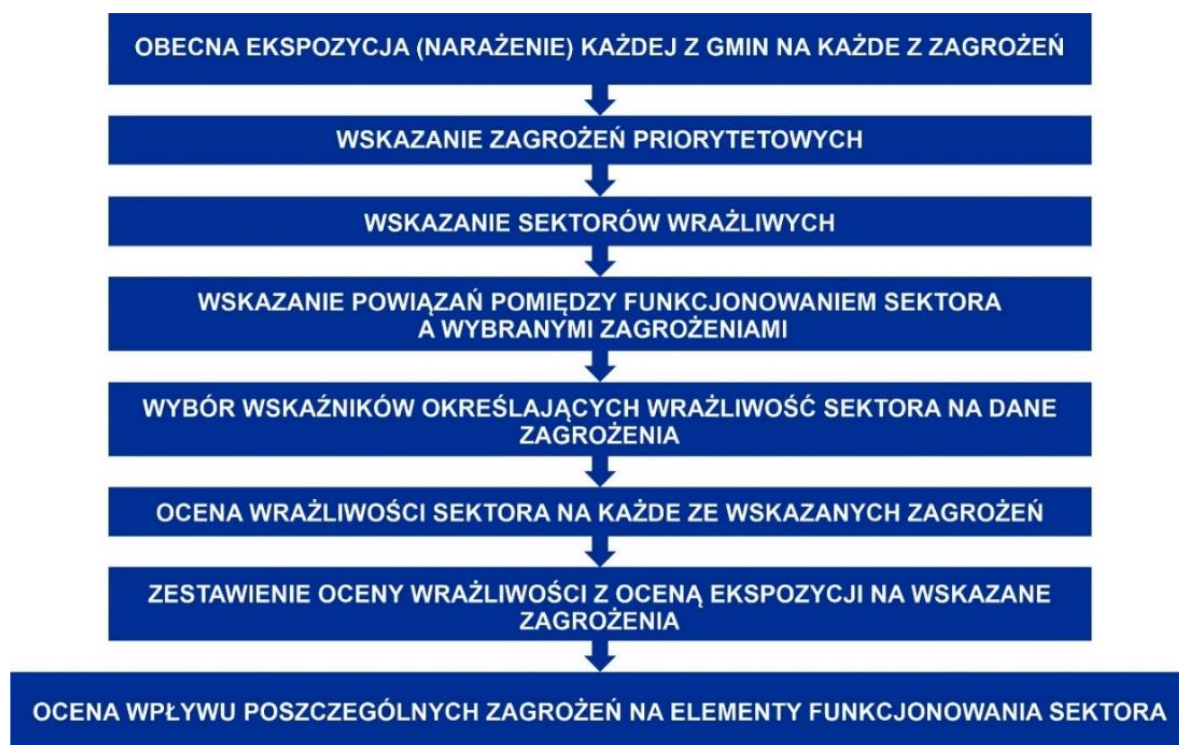 OBECNA EKSPOZYCJA (NARAŻENIE) KAŻDEJ Z GMIN NA KAŻDE Z ZAGROŻEŃ
WSKAZANIE ZAGROŻEŃ PRIORYTETOWYCH
WSKAZANIE SEKTORÓW WRAŻLIWYCH
WSKAZANIE POWIĄZAŃ POMIĘDZY FUNKCJONOWANIEM SEKTORA
A WYBRANYMI ZAGROŻENIAMI
WYBÓR WSKAŹNIKÓW OKREŚLAJĄCYCH WRAŻLIWOŚĆ SEKTORA NA DANE
ZAGROŻENIA
OCENA WRAŻLIWOŚCI SEKTORA NA KAŻDE ZE WSKAZANYCH ZAGROŻEŃ
ZESTAWIENIE OCENY WRAŻLIWOŚCI Z OCENĄ EKSPOZYCJI NA WSKAZANE
ZAGROŻENIA
OCENA WPŁYWU POSZCZEGÓLNYCH ZAGROŻEŃ NA ELEMENTY FUNKCJONOWANIA SEKTORA